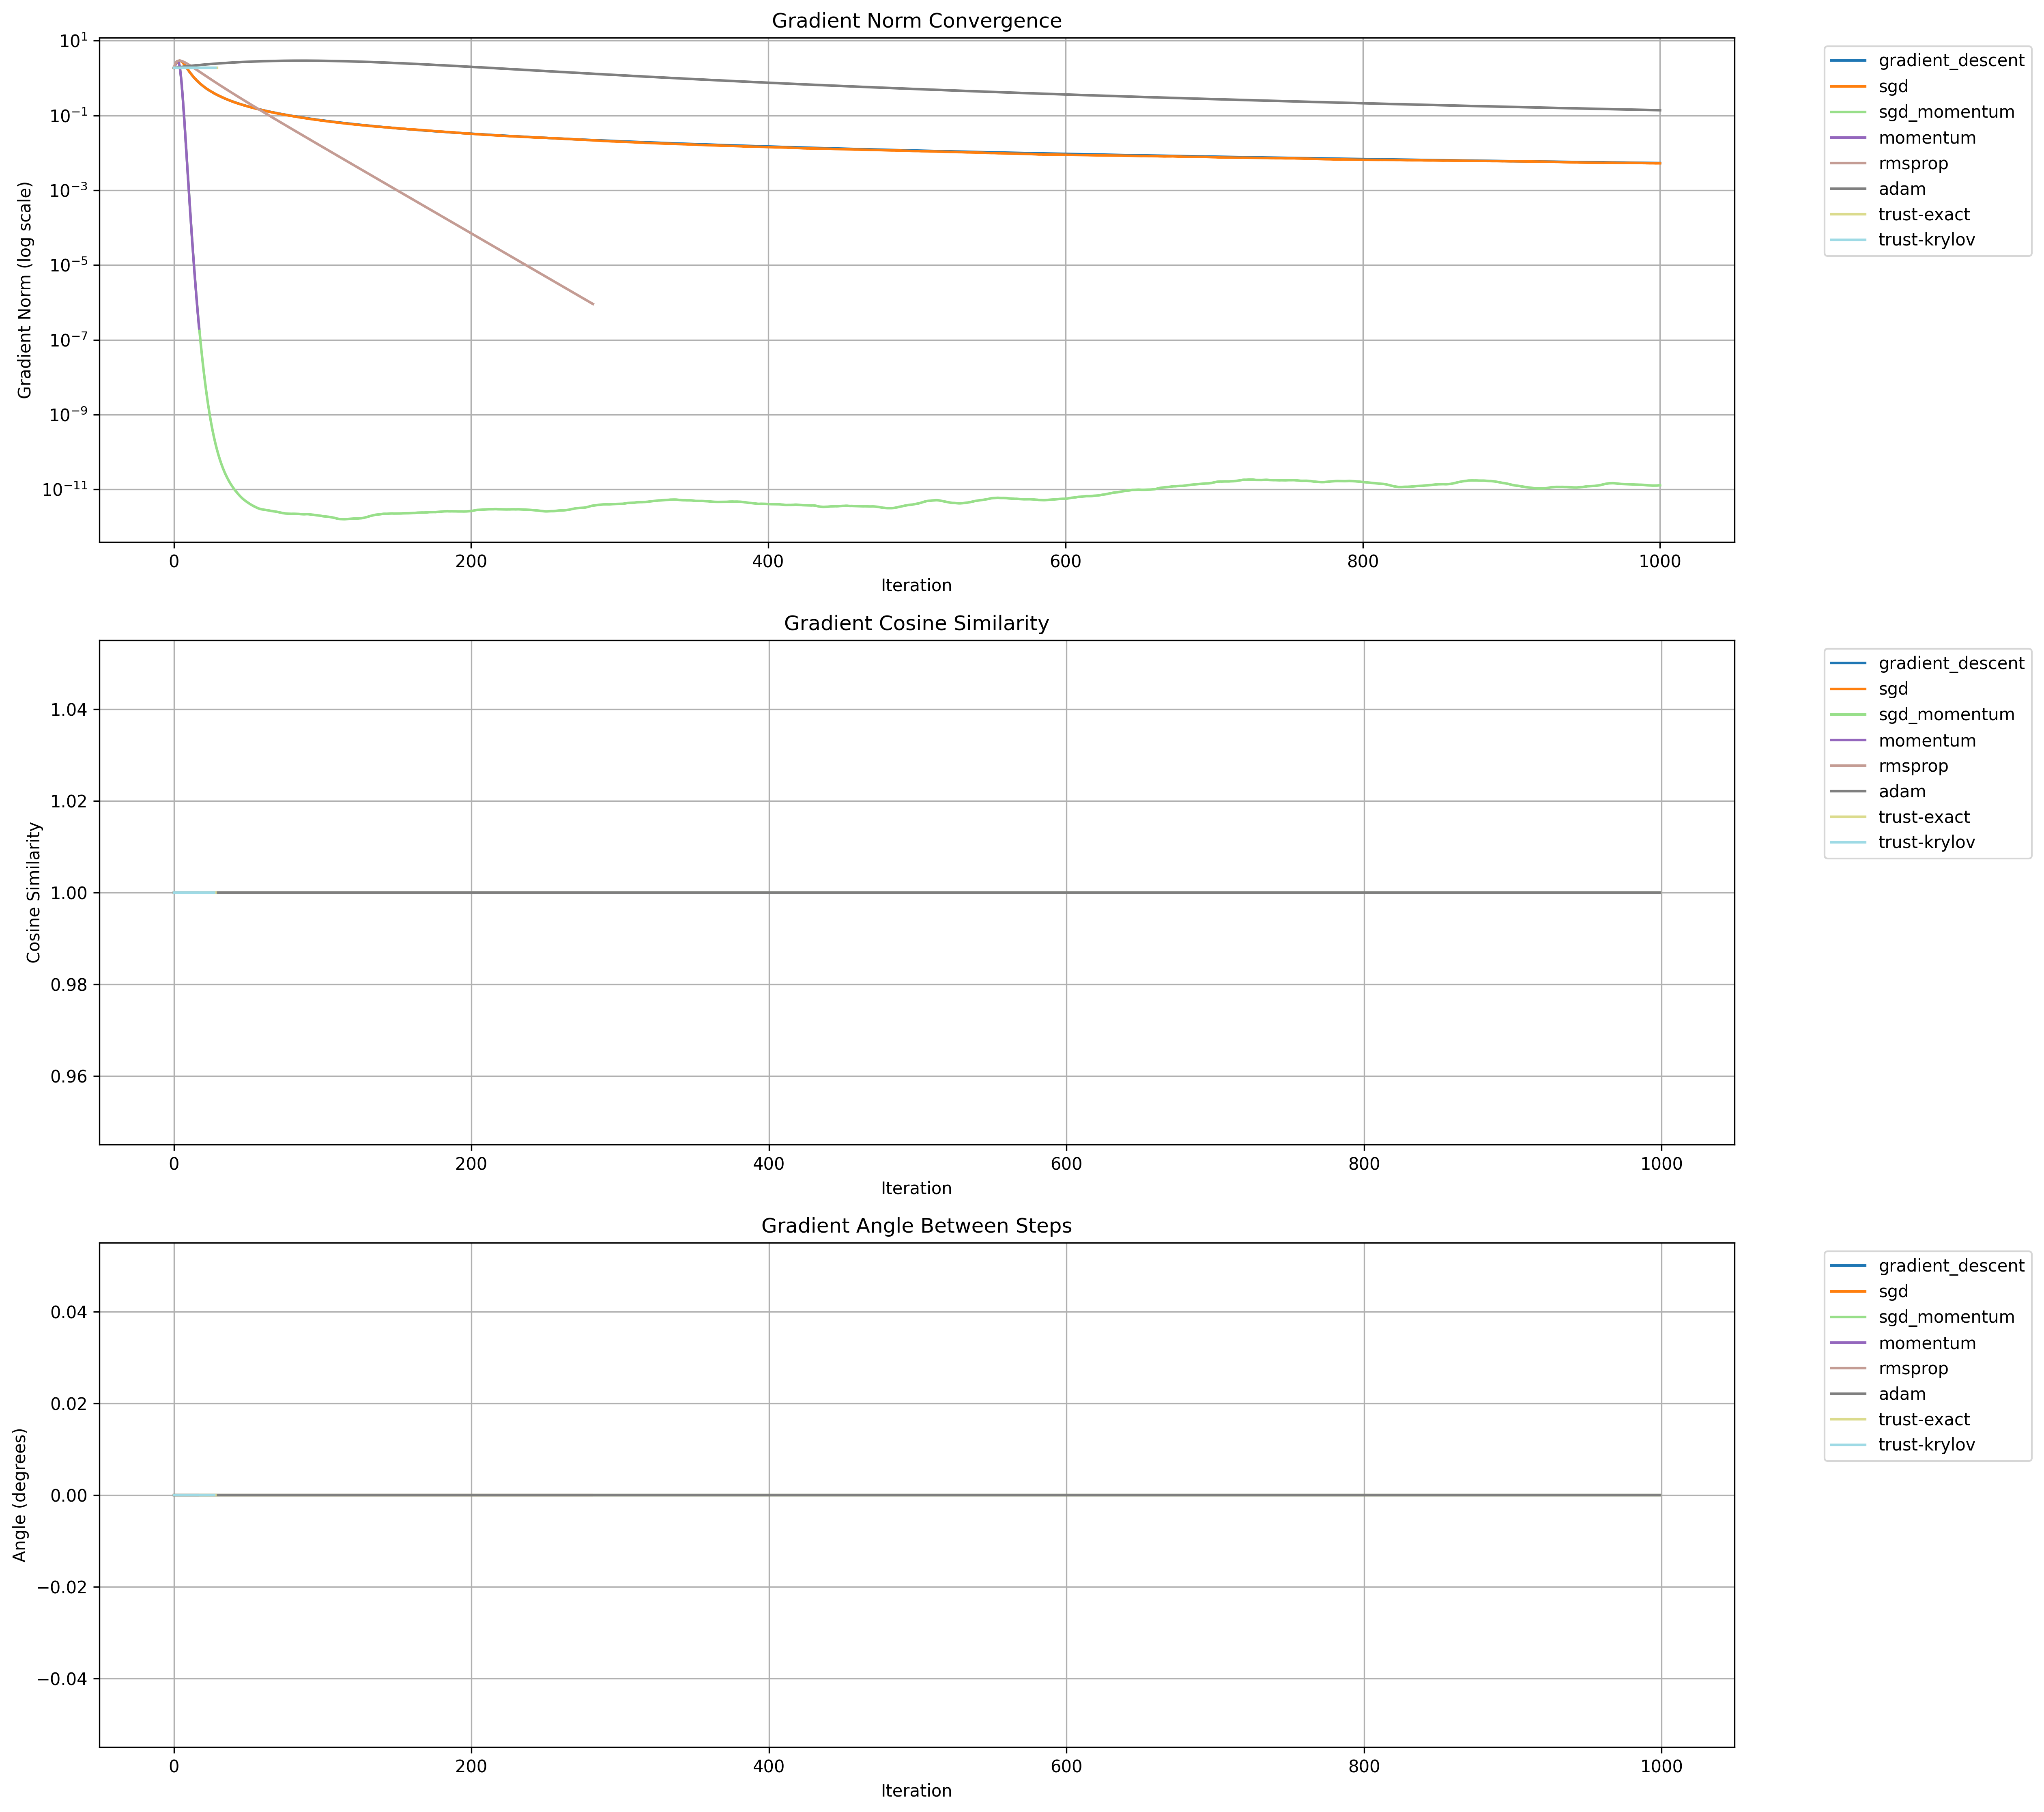 Gradient Norm Convergence
Gradient Norm (log scale)
10¹
10⁻¹
10⁻³
10⁻⁵
10⁻⁷
10⁻⁹
10⁻¹¹
0 200 400 600 800 1000
Iteration
gradient_descent
sgd
sgd_momentum
momentum
rmsprop
adam
trust-exact
trust-krylov
Gradient Cosine Similarity
Cosine Similarity
1.04
1.02
1.00
0.98
0.96
0 200 400 600 800 1000
Iteration
gradient_descent
sgd
sgd_momentum
momentum
rmsprop
adam
trust-exact
trust-krylov
Gradient Angle Between Steps
Angle (degrees)
0.04
0.02
0.00
−0.02
−0.04
0 200 400 600 800 1000
Iteration
gradient_descent
sgd
sgd_momentum
momentum
rmsprop
adam
trust-exact
trust-krylov